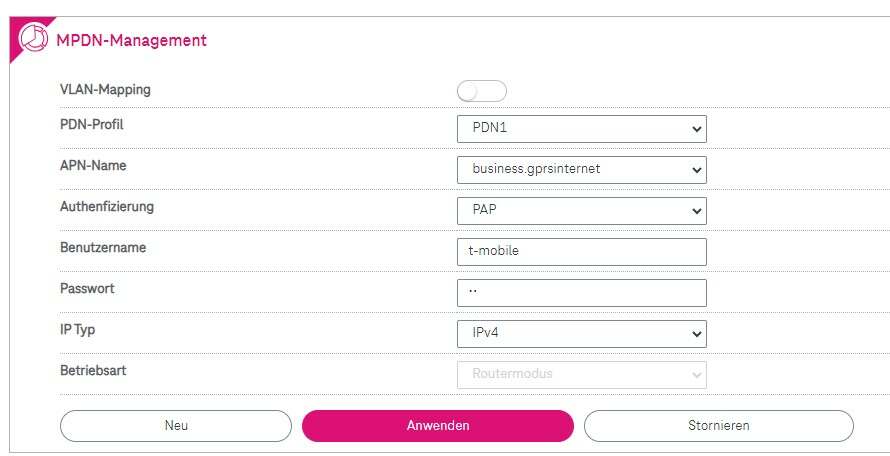 MPDN-Management
VLAN-Mapping
PDN-Profil PDN1
APN-Name business.gprsinternet
Authenfizierung PAP
Benutzername t-mobile
Passwort ··
IP Typ IPv4
Betriebsart Routermodus
Neu Anwenden Stornieren